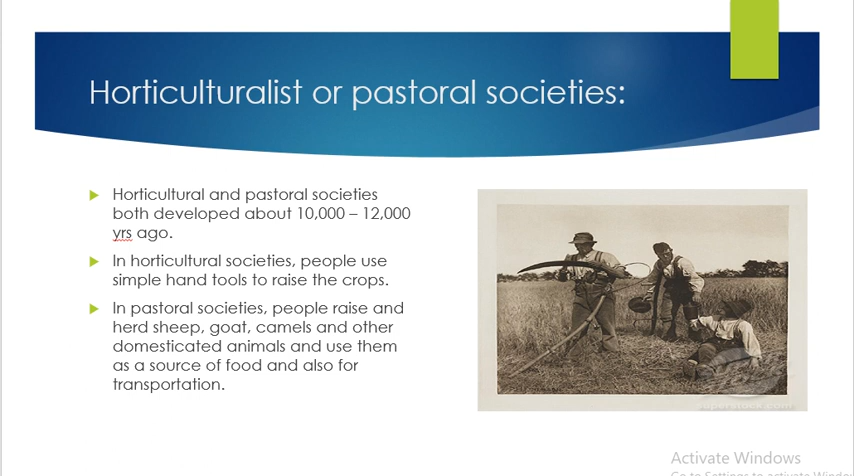 Horticulturalist or pastoral societies:
Horticultural and pastoral societies
both developed about 10,000 – 12,000
yrs ago.
In horticultural societies, people use
simple hand tools to raise the crops.
In pastoral societies, people raise and
herd sheep, goat, camels and other
domesticated animals and use them
as a source of food and also for
transportation.
Activate Windows
Go to Settings to activate Windows